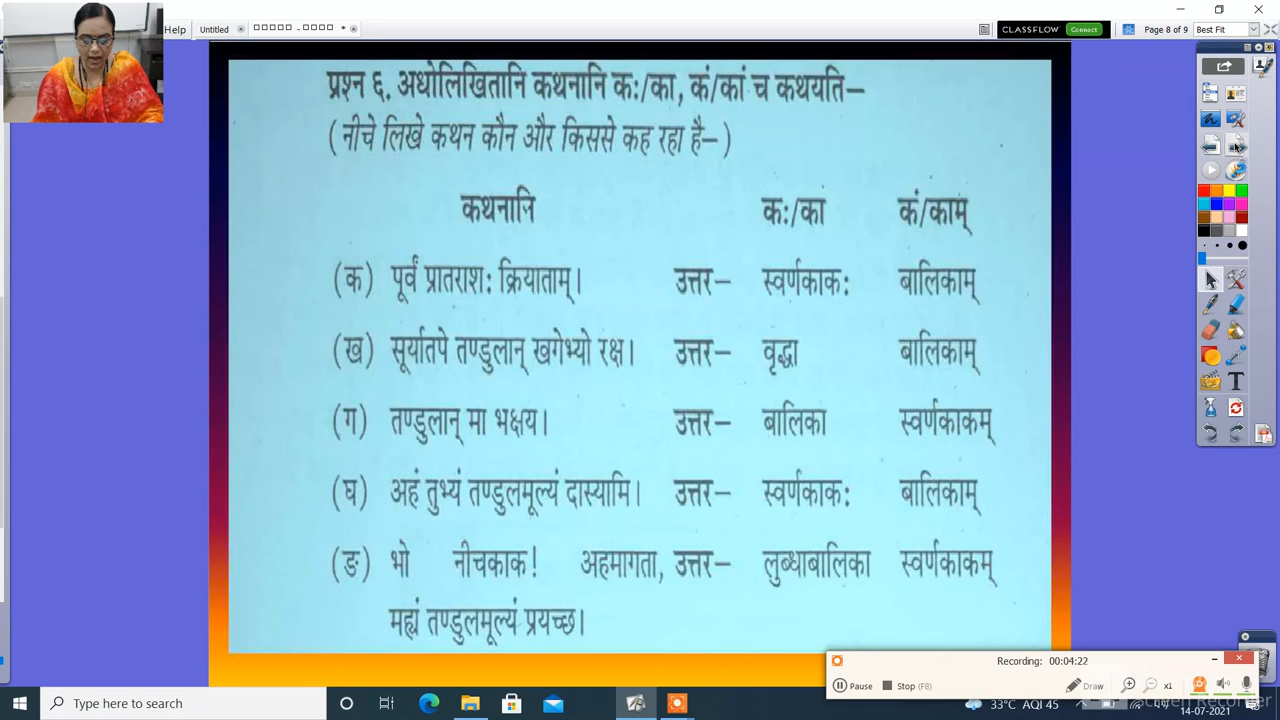 Help Untitled □□□□□ -□□□□ * Page 8 of 9 Best Fit
CLASSFLOW Connect
प्रश्न ६. अधोलिखितानि कथनानि कः/का, कं/कां च कथयति–
(नीचे लिखे कथन कौन और किससे कह रहा है–)
कथनानि कः/का कं/काम्
(क) पूर्वं प्रातराशः क्रियाताम्। उत्तर– स्वर्णकाकः बालिकाम्
(ख) सूर्यातपे तण्डुलान् खगेभ्यो रक्ष। उत्तर– वृद्धा बालिकाम्
(ग) तण्डुलान् मा भक्षय। उत्तर– बालिका स्वर्णकाकम्
(घ) अहं तुभ्यं तण्डुलमूल्यं दास्यामि। उत्तर– स्वर्णकाकः बालिकाम्
(ङ) भो नीचकाक! अहमागता, उत्तर– लुब्धाबालिका स्वर्णकाकम्
मह्यं तण्डुलमूल्यं प्रयच्छ।
Recording: 00:04:22
Pause Stop (F8) Draw x1
Type here to search
33°C AQI 45
14-07-2021